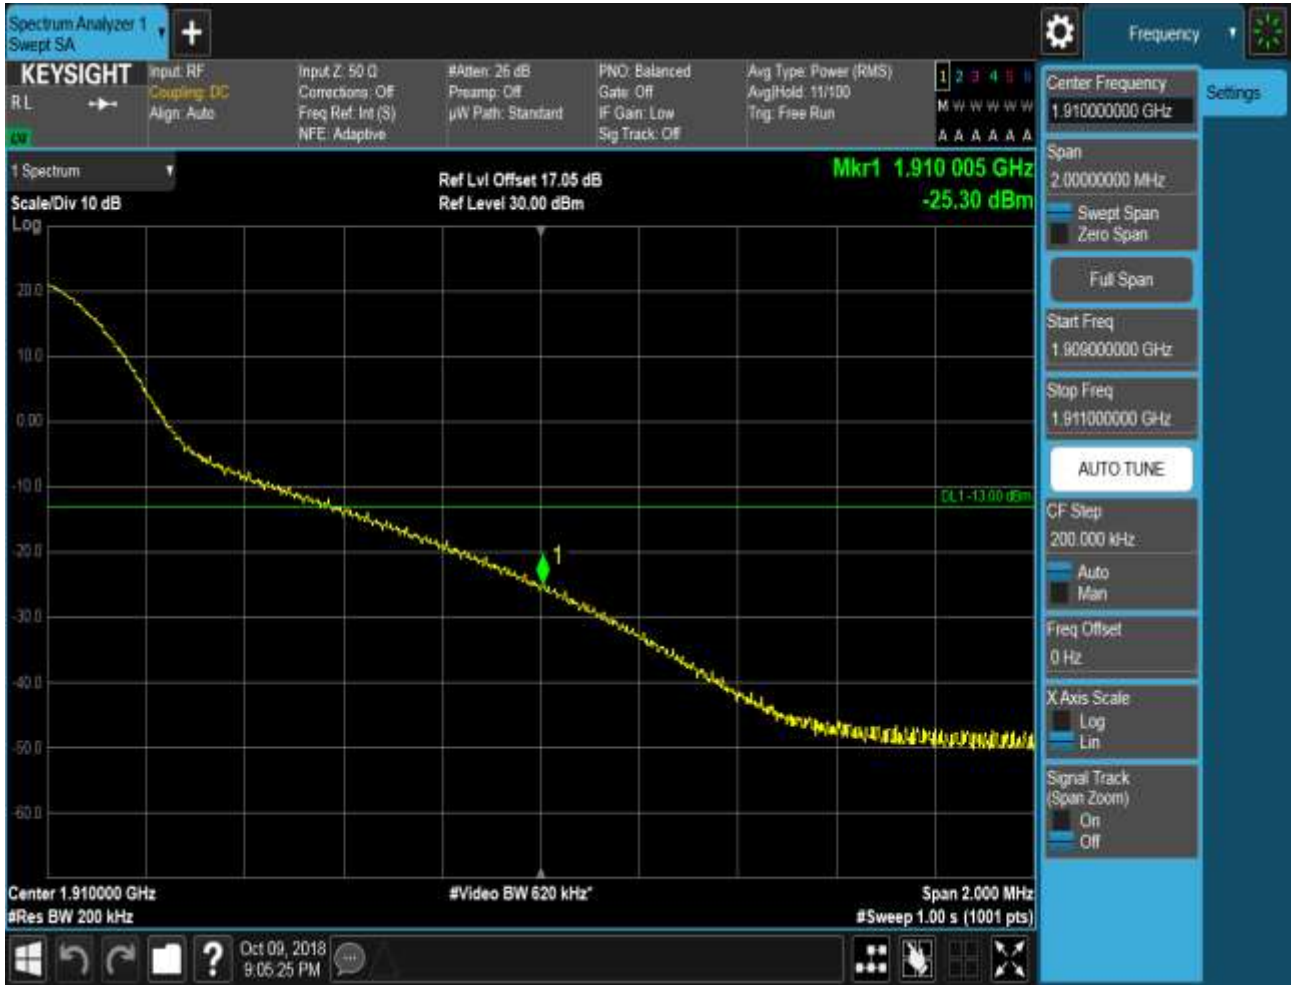 Spectrum Analyzer 1
Swept SA
Frequency
KEYSIGHT
R L
Input: RF
Coupling: DC
Align: Auto
Input Z: 50 Ω
Corrections: Off
Freq Ref: Int (S)
NFE: Adaptive
#Atten: 26 dB
Preamp: Off
µW Path: Standard
PNO: Balanced
Gate: Off
IF Gain: Low
Sig Track: Off
Avg Type: Power (RMS)
Avg|Hold: 11/100
Trig: Free Run
1 2 3 4 5 6
M W W W W W
A A A A A A
1 Spectrum
Scale/Div 10 dB
Log
Ref Lvl Offset 17.05 dB
Ref Level 30.00 dBm
Mkr1 1.910 005 GHz
-25.30 dBm
20.0
10.0
0.00
-10.0
-20.0
-30.0
-40.0
-50.0
-60.0
DL1 -13.00 dBm
1
Center 1.910000 GHz
#Res BW 200 kHz
#Video BW 620 kHz*
Span 2.000 MHz
#Sweep 1.00 s (1001 pts)
Center Frequency
1.910000000 GHz
Settings
Span
2.00000000 MHz
Swept Span
Zero Span
Full Span
Start Freq
1.909000000 GHz
Stop Freq
1.911000000 GHz
AUTO TUNE
CF Step
200.000 kHz
Auto
Man
Freq Offset
0 Hz
X Axis Scale
Log
Lin
Signal Track
(Span Zoom)
On
Off
?
Oct 09, 2018
9:05:25 PM